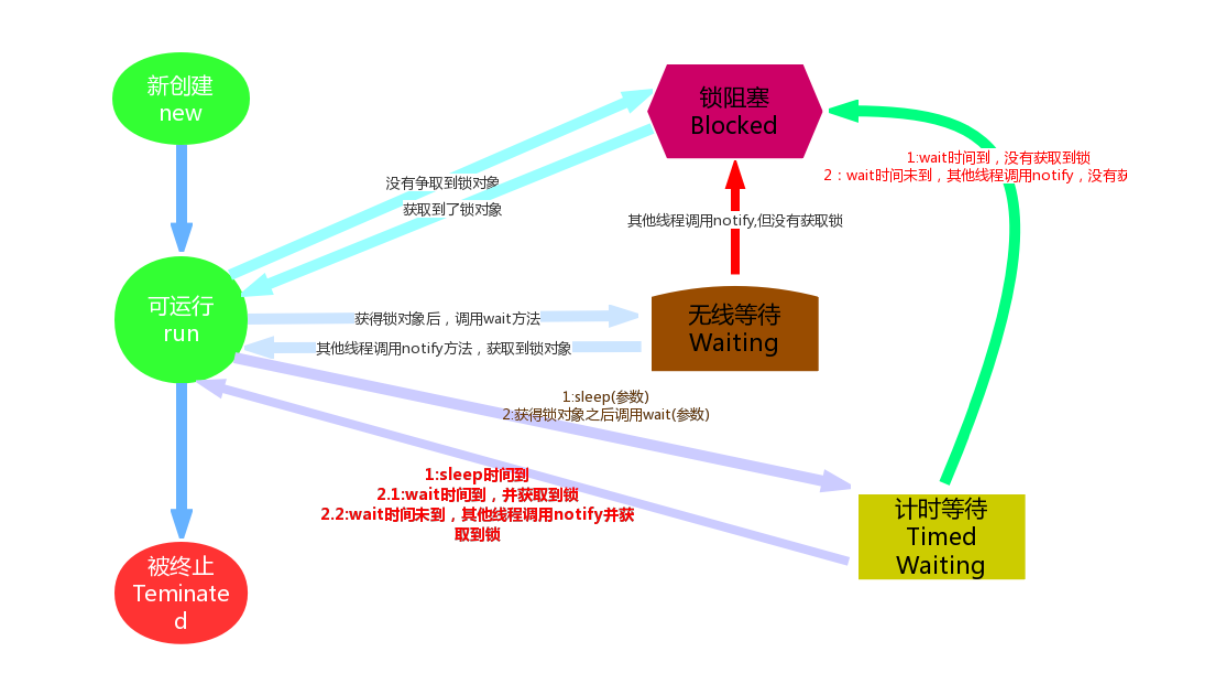 新创建
new
锁阻塞
Blocked
1:wait时间到，没有获取到锁
2：wait时间未到，其他线程调用notify，没有获
没有争取到锁对象
获取到了锁对象
其他线程调用notify,但没有获取锁
可运行
run
无线等待
Waiting
获得锁对象后，调用wait方法
其他线程调用notify方法，获取到锁对象
1:sleep(参数)
2:获得锁对象之后调用wait(参数)
1:sleep时间到
2.1:wait时间到，并获取到锁
2.2:wait时间未到，其他线程调用notify并获
取到锁
计时等待
Timed
Waiting
被终止
Teminate
d